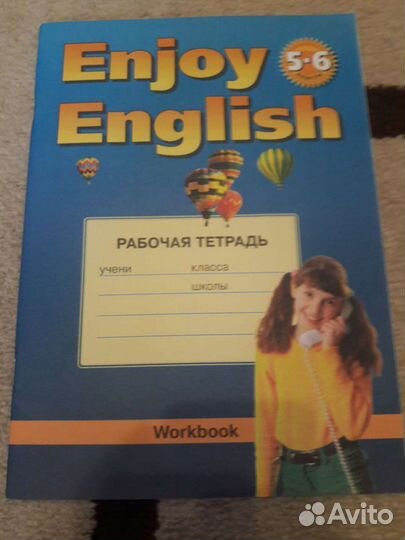 Enjoy
English
5-6
РАБОЧАЯ ТЕТРАДЬ
учени класса
школы
Workbook
Avito